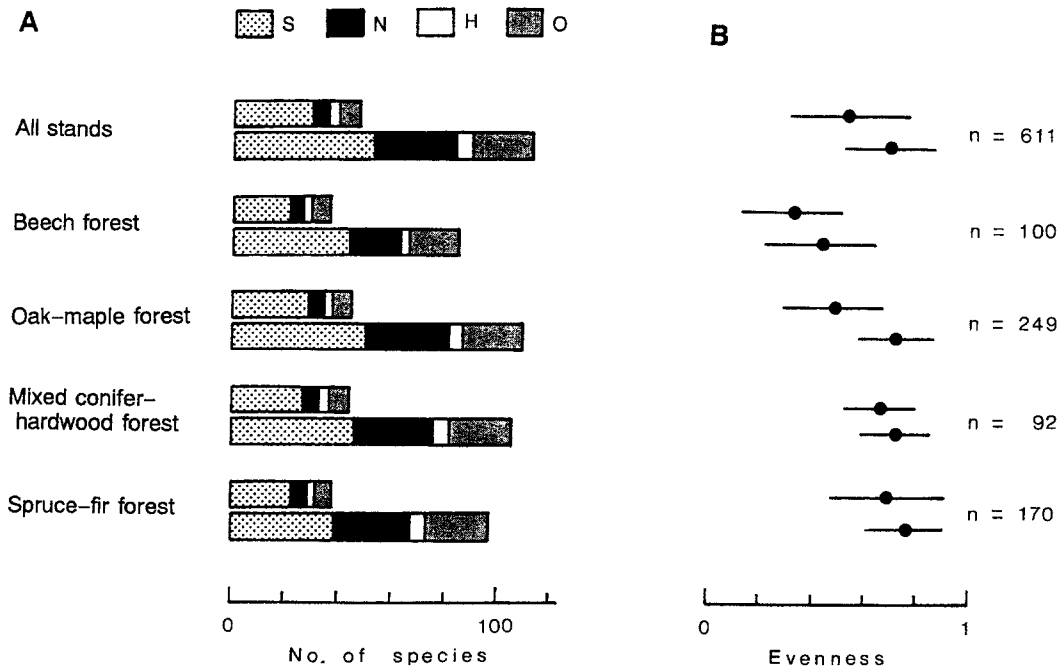 A
S N H O
B
All stands
n = 611
Beech forest
n = 100
Oak–maple forest
n = 249
Mixed conifer–
hardwood forest
n = 92
Spruce–fir forest
n = 170
0 100
No. of species
0 1
Evenness